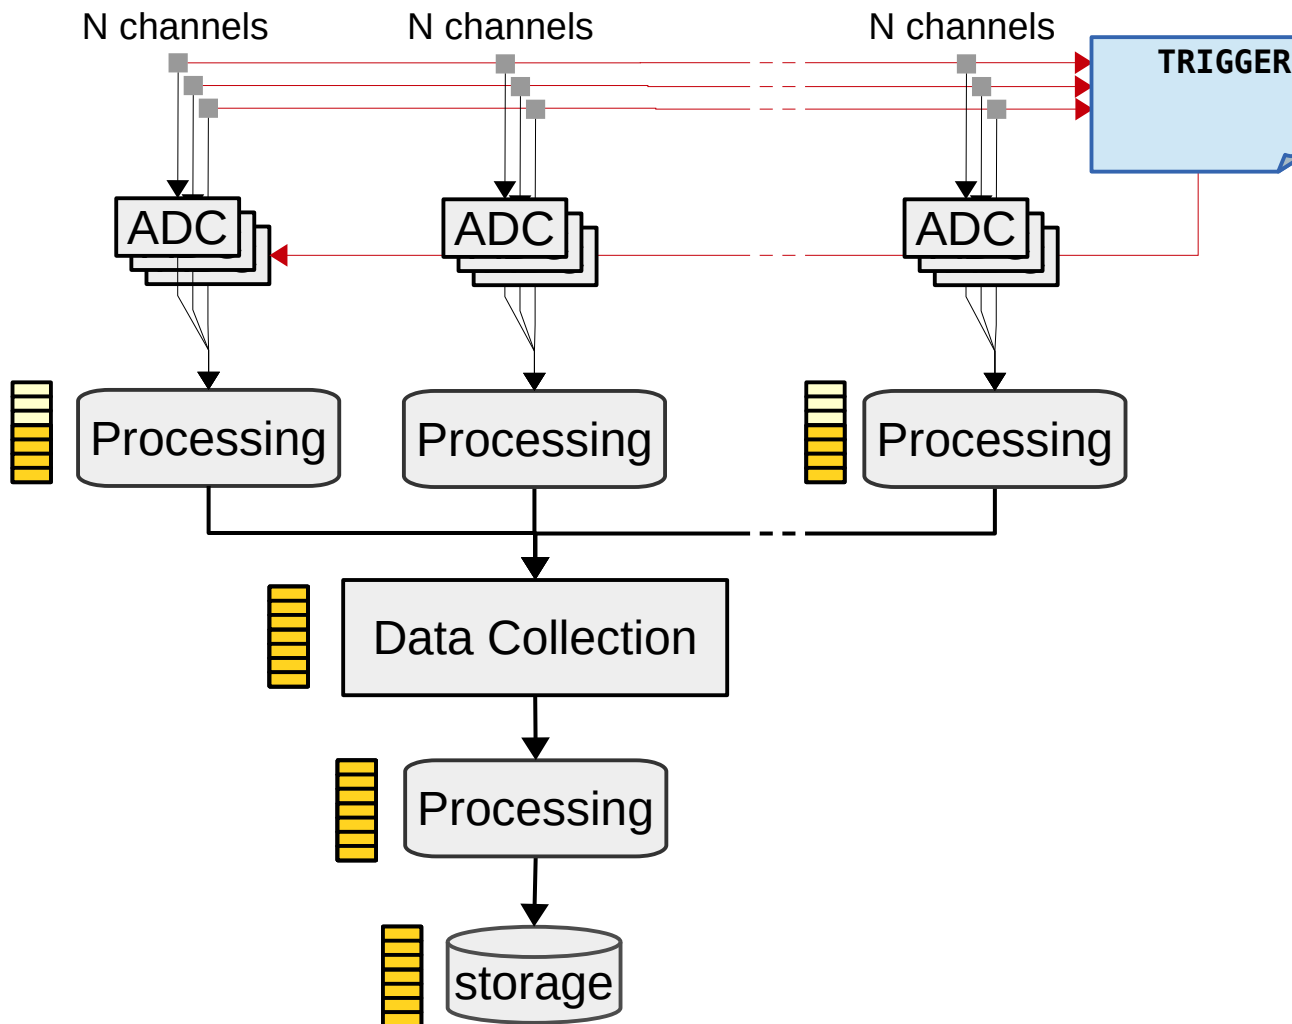 N channels
N channels
N channels
TRIGGER
ADC
ADC
ADC
Processing
Processing
Processing
Data Collection
Processing
storage